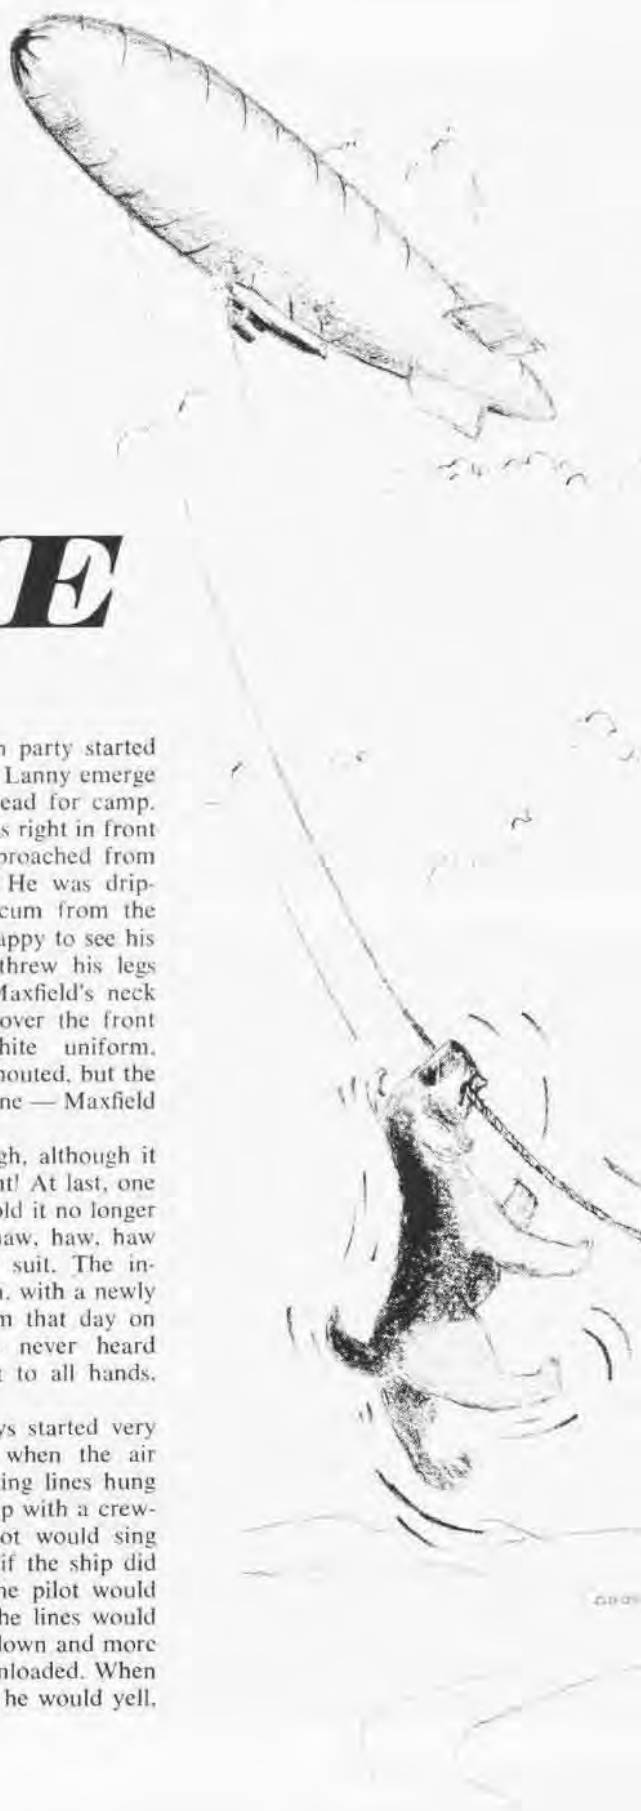 E
n party started
Lanny emerge
ead for camp.
s right in front
proached from
He was drip-
cum from the
appy to see his
threw his legs
Maxfield's neck
over the front
hite uniform.
houted, but the
ne — Maxfield
gh, although it
nt! At last, one
old it no longer
haw, haw, haw
suit. The in-
n, with a newly
m that day on
never heard
t to all hands.
ys started very
when the air
ing lines hung
p with a crew-
ot would sing
if the ship did
ne pilot would
he lines would
down and more
nloaded. When
he would yell,